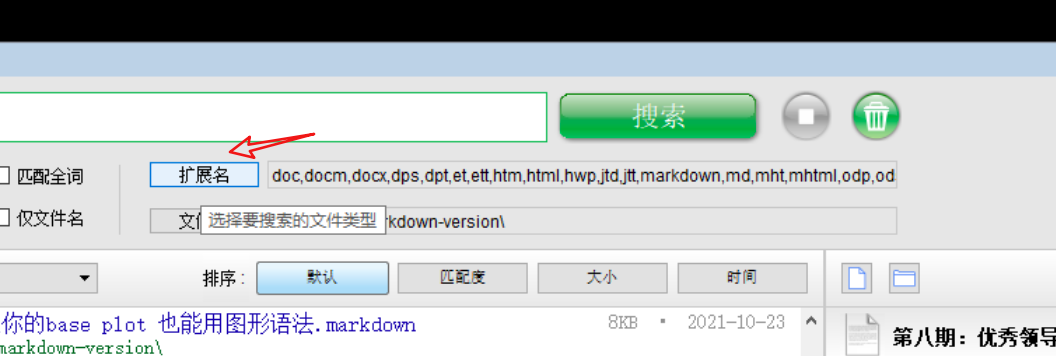 搜索
匹配全词
扩展名
doc,docm,docx,dps,dpt,et,ett,htm,html,hwp,jtd,jtt,markdown,md,mht,mhtml,odp,od
仅文件名
文
选择要搜索的文件类型
kdown-version\
排序:
默认
匹配度
大小
时间
你的base plot 也能用图形语法.markdown
8KB
2021-10-23
markdown-version\
第八期：优秀领导